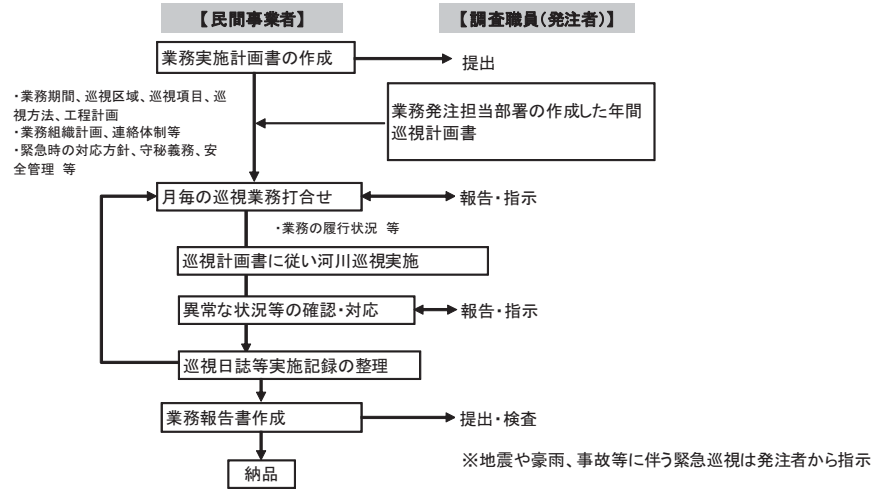 【民間事業者】
【調査職員(発注者)】
業務実施計画書の作成
提出
・業務期間、巡視区域、巡視項目、巡
視方法、工程計画
・業務組織計画、連絡体制等
・緊急時の対応方針、守秘義務、安
全管理 等
業務発注担当部署の作成した年間
巡視計画書
月毎の巡視業務打合せ
報告・指示
・業務の履行状況 等
巡視計画書に従い河川巡視実施
異常な状況等の確認・対応
報告・指示
巡視日誌等実施記録の整理
業務報告書作成
提出・検査
納品
※地震や豪雨、事故等に伴う緊急巡視は発注者から指示